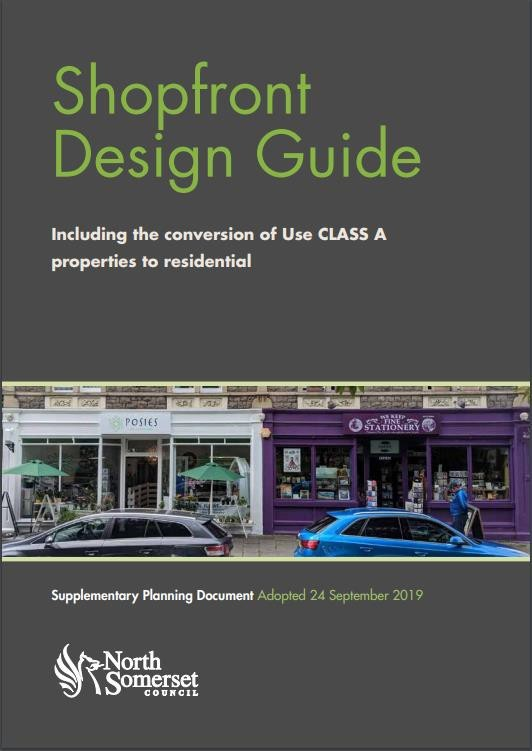 Shopfront
Design Guide
Including the conversion of Use CLASS A
properties to residential
POSIES
WE KEEP
FINE
STATIONERY
OPEN
Supplementary Planning Document Adopted 24 September 2019
North
Somerset
COUNCIL